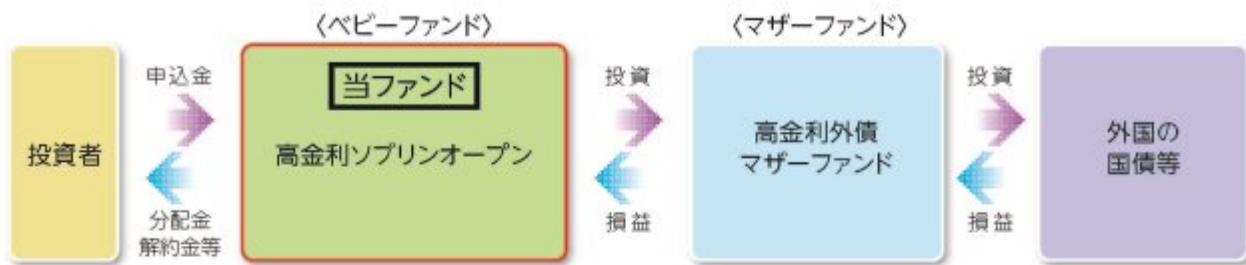 〈ベビーファンド〉
〈マザーファンド〉
投資者
申込金
分配金
解約金等
当ファンド
高金利ソブリンオープン
投資
損益
高金利外債
マザーファンド
投資
損益
外国の
国債等